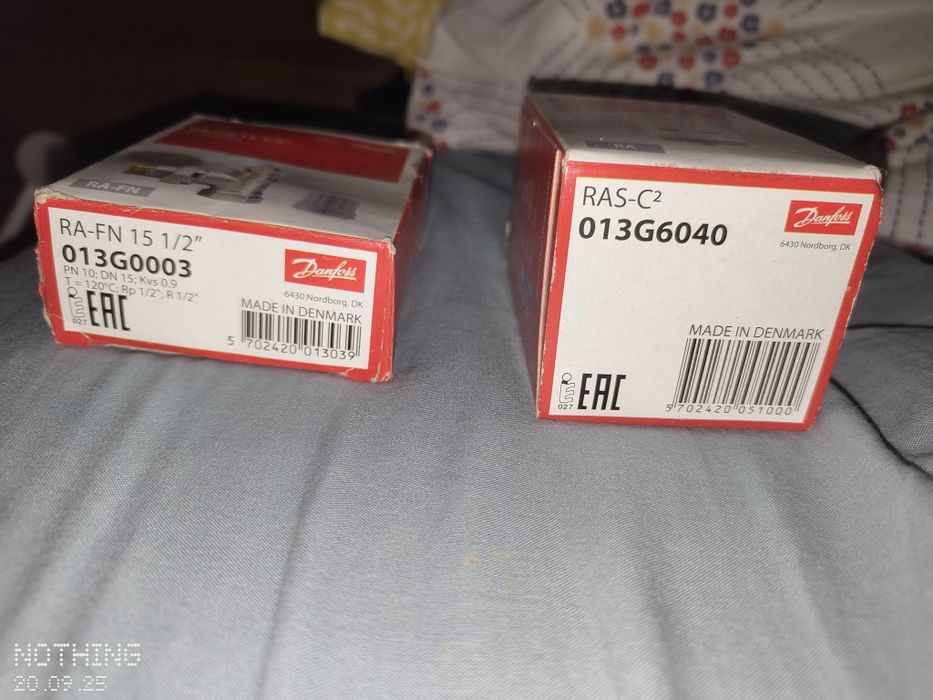 RA-FN
RA-FN 15 1/2”
013G0003
PN 10; DN 15; Kvs 0.9
T = 120°C; Rp 1/2"; R 1/2"
027
EAC
Danfoss
6430 Nordborg, DK
MADE IN DENMARK
5 702420 013039
RA
RAS-C²
013G6040
Danfoss
6430 Nordborg, DK
MADE IN DENMARK
027
EAC
5 702420 051000
NOTHING
20.09.25